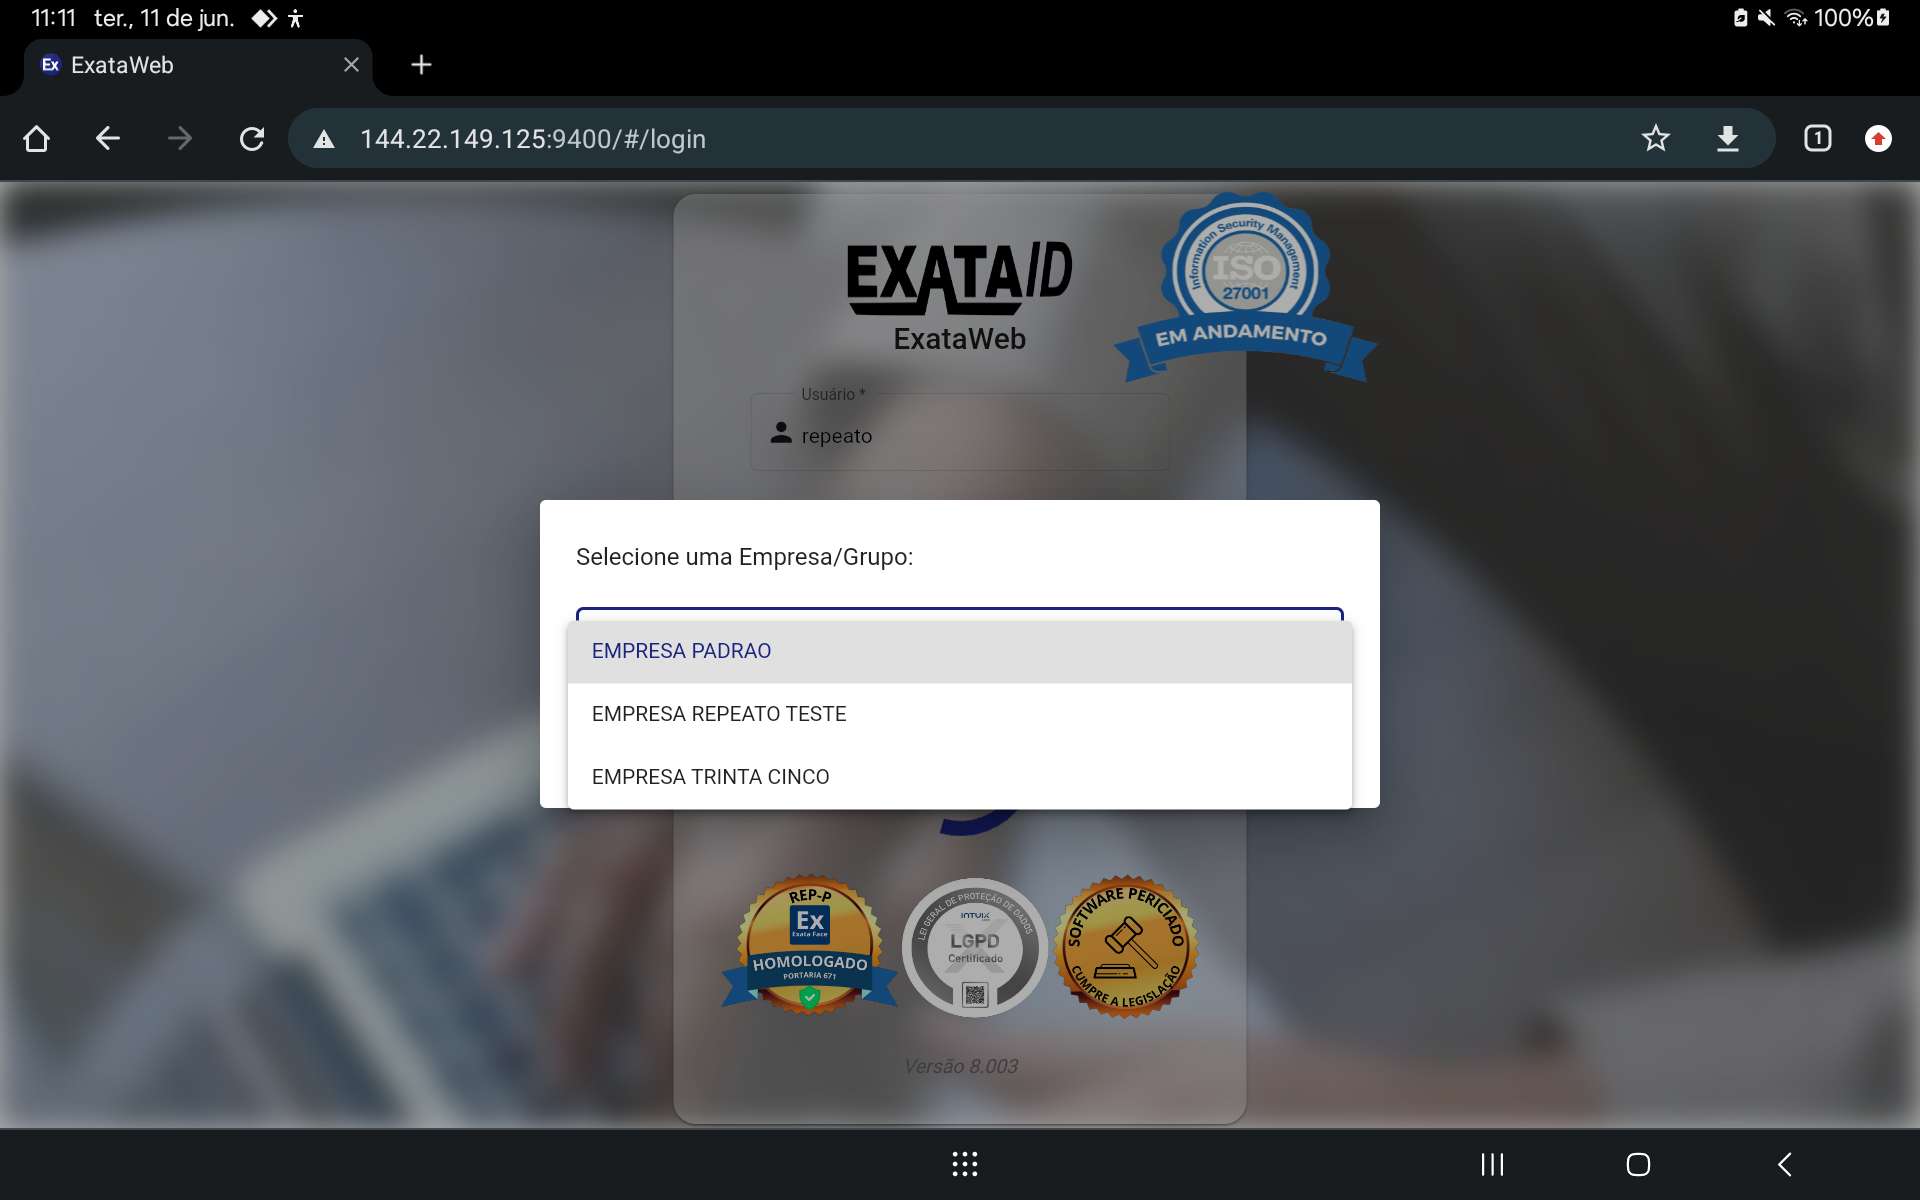 11:11 ter., 11 de jun.
100%
Ex ExataWeb
144.22.149.125:9400/#/login
1
EXATAID
ExataWeb
Information Security Management
ISO
27001
EM ANDAMENTO
Usuário *
repeato
Selecione uma Empresa/Grupo:
EMPRESA PADRAO
EMPRESA REPEATO TESTE
EMPRESA TRINTA CINCO
REP-P
Ex
Exata Face
HOMOLOGADO
PORTARIA 671
LEI GERAL DE PROTEÇÃO DE DADOS
INTUIX
LGPD
Certificado
SOFTWARE PERICIADO
CUMPRE A LEGISLAÇÃO
Versão 8.003